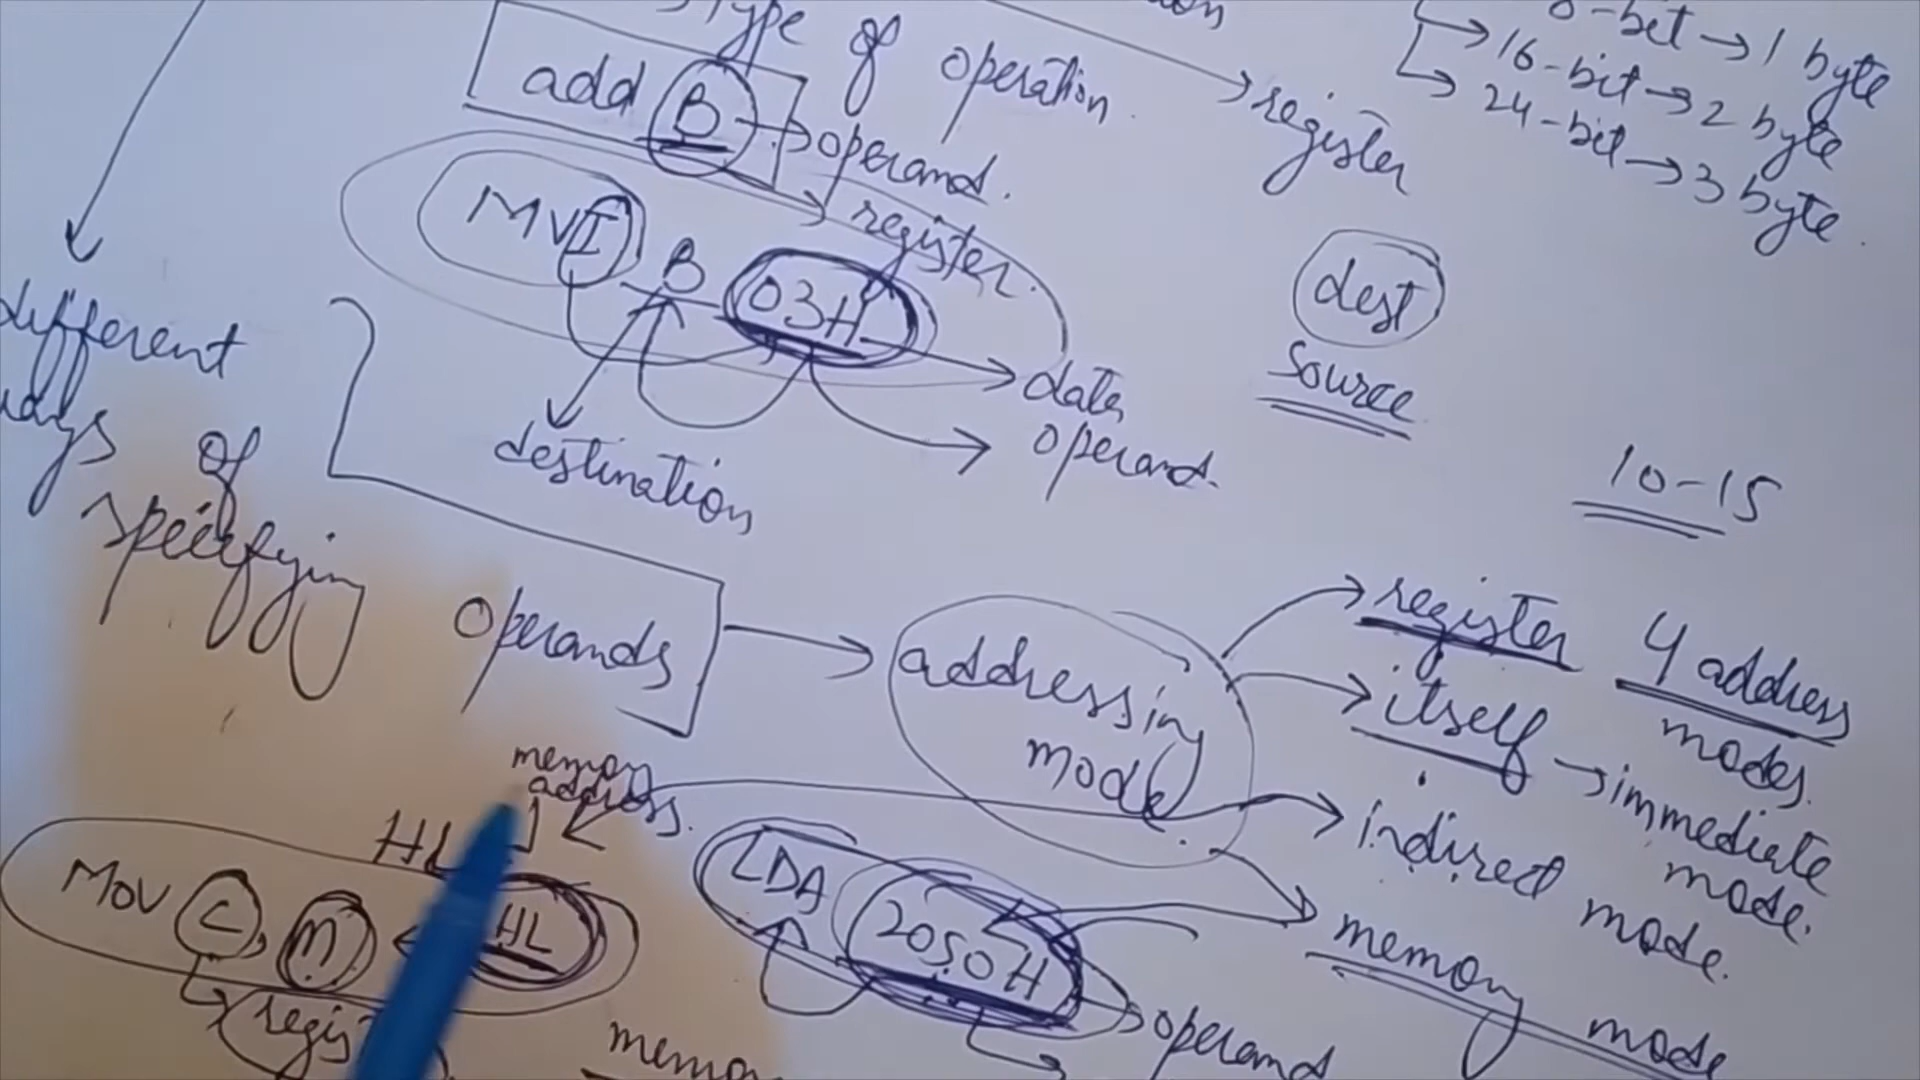 Type of operation.
8-bit → 1 byte
→ 16-bit → 2 byte
→ 24-bit → 3 byte.
add B → operand.
→ register
→ register.
MVI B 03H
dest
Source
→ data
operand.
destination
10-15
different
ways of
specifying
operands → addressing
mode
→ register
4 address
modes.
→ itself → immediate
mode.
→ indirect mode.
→ memory mode
memory
address.
HL
MOV C, M ← HL
LDA 2050H
→ operand